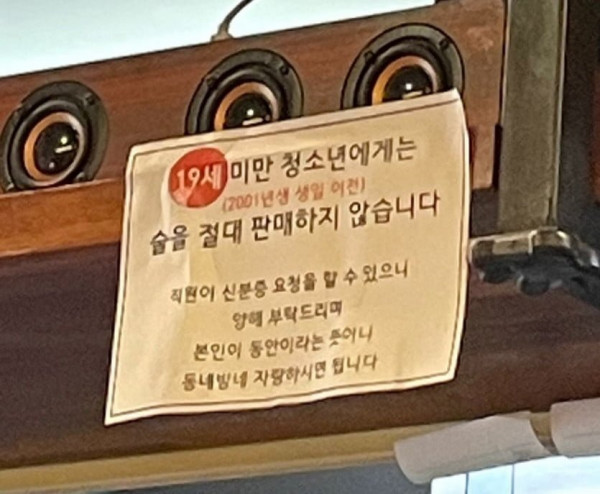 19세 미만 청소년에게는
(2001년생 생일 이전)
술을 절대 판매하지 않습니다
직원이 신분증 요청을 할 수 있으니
양해 부탁드리며
본인이 동안이라는 뜻이니
동네방네 자랑하시면 됩니다